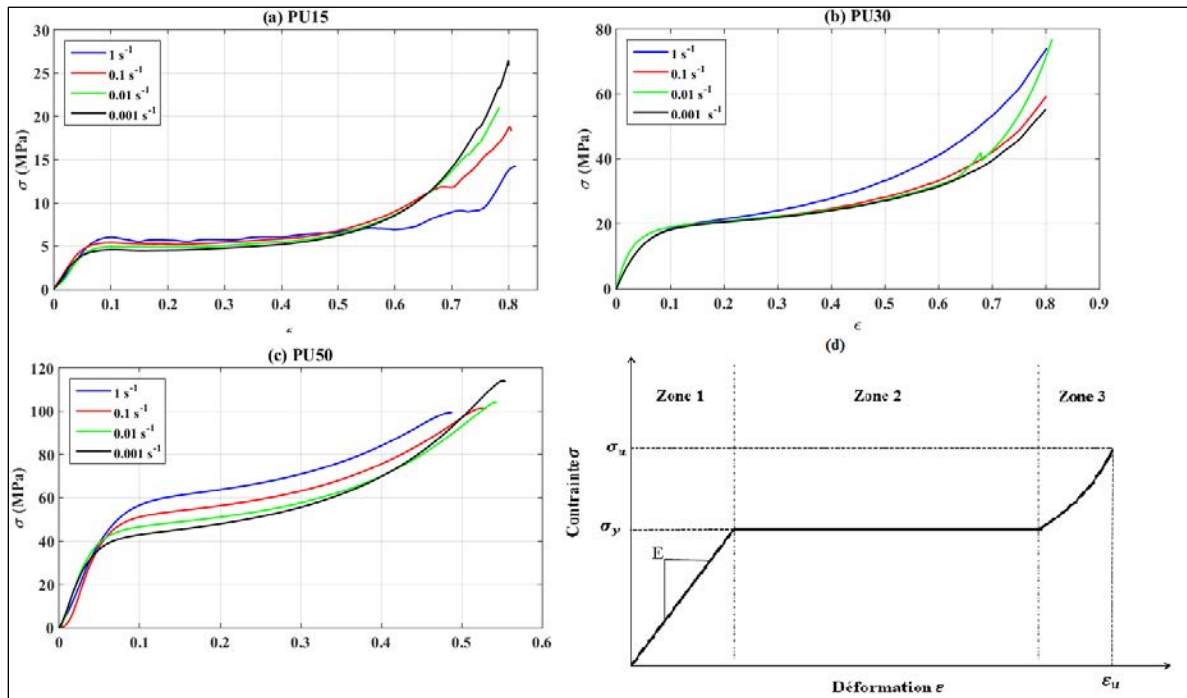 (a) PU15
30
25
20
15
10
5
0
σ (MPa)
1 s⁻¹
0.1 s⁻¹
0.01 s⁻¹
0.001 s⁻¹
0 0.1 0.2 0.3 0.4 0.5 0.6 0.7 0.8
(b) PU30
80
60
40
20
0
σ (MPa)
1 s⁻¹
0.1 s⁻¹
0.01 s⁻¹
0.001 s⁻¹
0 0.1 0.2 0.3 0.4 0.5 0.6 0.7 0.8 0.9
ϵ
(c) PU50
120
100
80
60
40
20
0
σ (MPa)
1 s⁻¹
0.1 s⁻¹
0.01 s⁻¹
0.001 s⁻¹
0 0.1 0.2 0.3 0.4 0.5 0.6
(d)
Zone 1 Zone 2 Zone 3
σu
σy
E
Contrainte σ
εu
Déformation ε